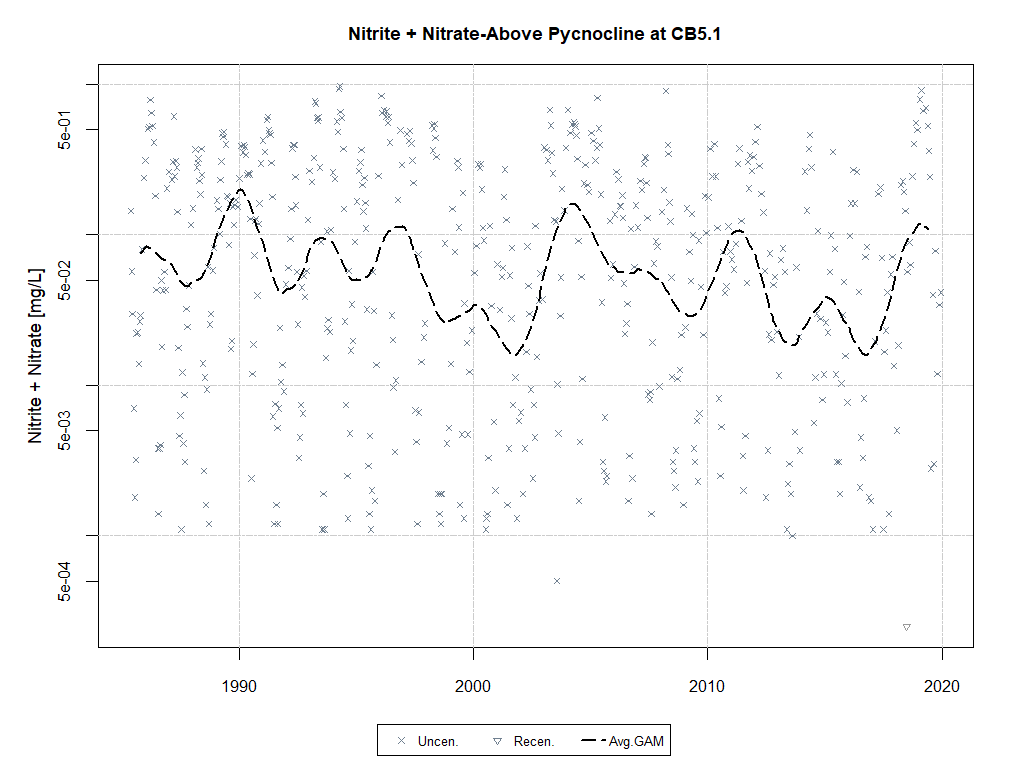 Nitrite + Nitrate-Above Pycnocline at CB5.1
Nitrite + Nitrate [mg/L]
5e-01
5e-02
5e-03
5e-04
1990 2000 2010 2020
Uncen. Recen. Avg.GAM